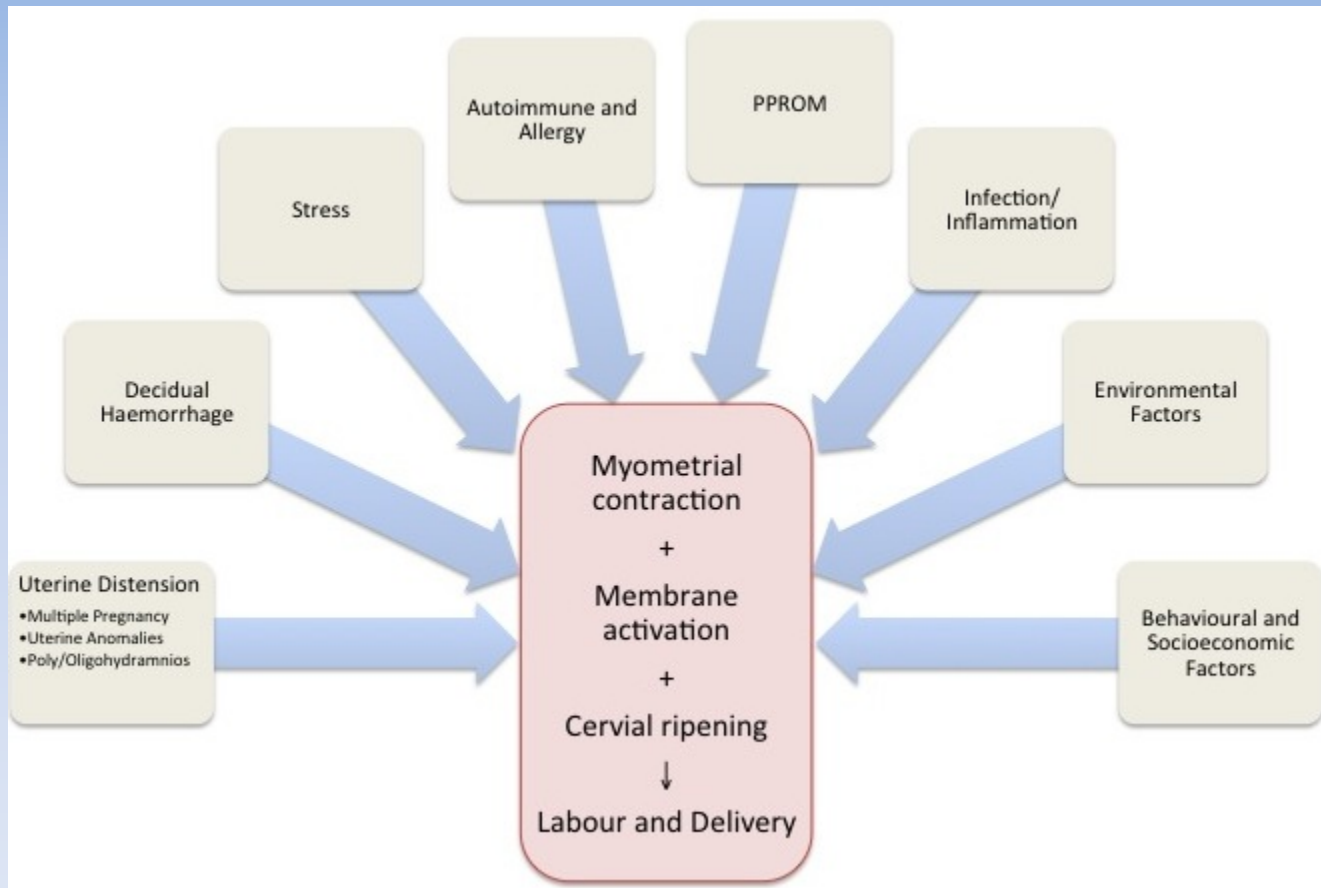 Autoimmune and
Allergy
PPROM
Stress
Infection/
Inflammation
Decidual
Haemorrhage
Environmental
Factors
Uterine Distension
•Multiple Pregnancy
•Uterine Anomalies
•Poly/Oligohydramnios
Behavioural and
Socioeconomic
Factors
Myometrial
contraction
+
Membrane
activation
+
Cervial ripening
↓
Labour and Delivery